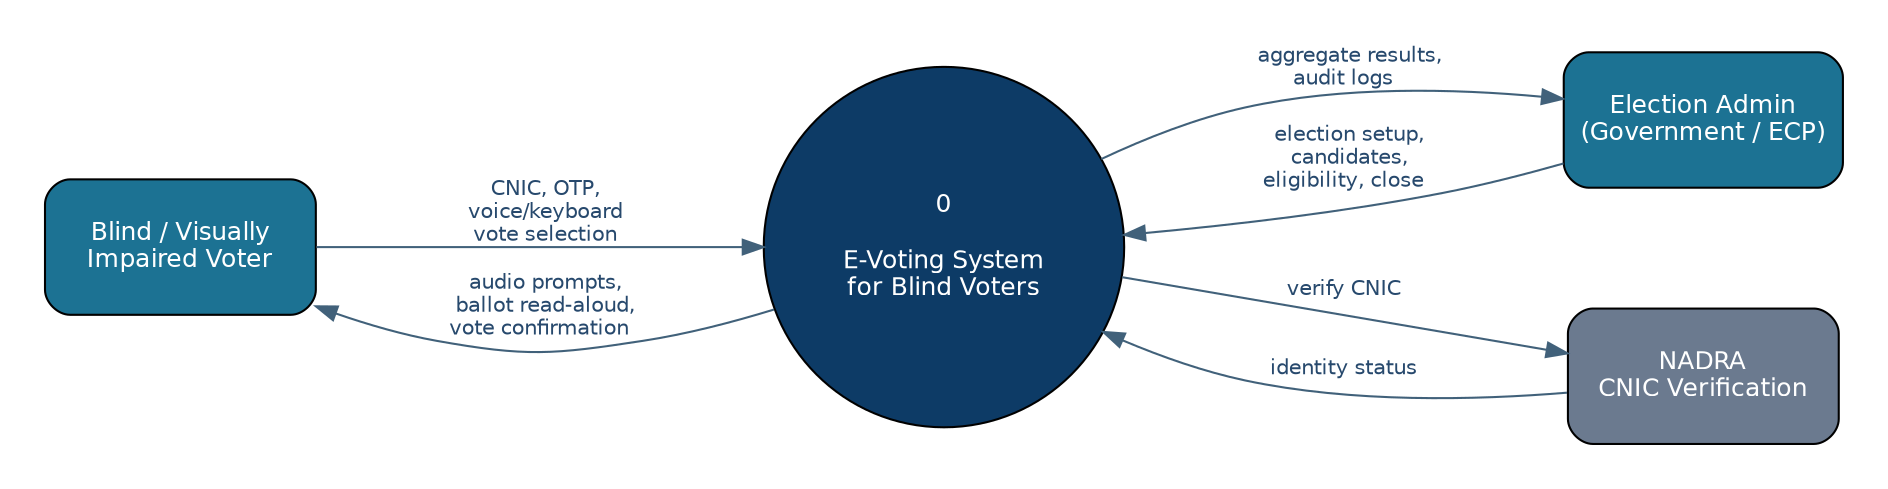 Blind / Visually
Impaired Voter
CNIC, OTP,
voice/keyboard
vote selection
audio prompts,
ballot read-aloud,
vote confirmation
0
E-Voting System
for Blind Voters
aggregate results,
audit logs
election setup,
candidates,
eligibility, close
verify CNIC
identity status
Election Admin
(Government / ECP)
NADRA
CNIC Verification